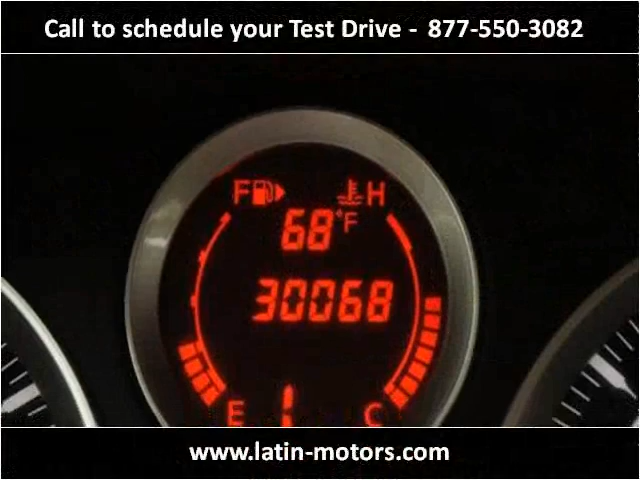 Call to schedule your Test Drive - 877-550-3082
F H
68°F
30068
E C
www.latin-motors.com